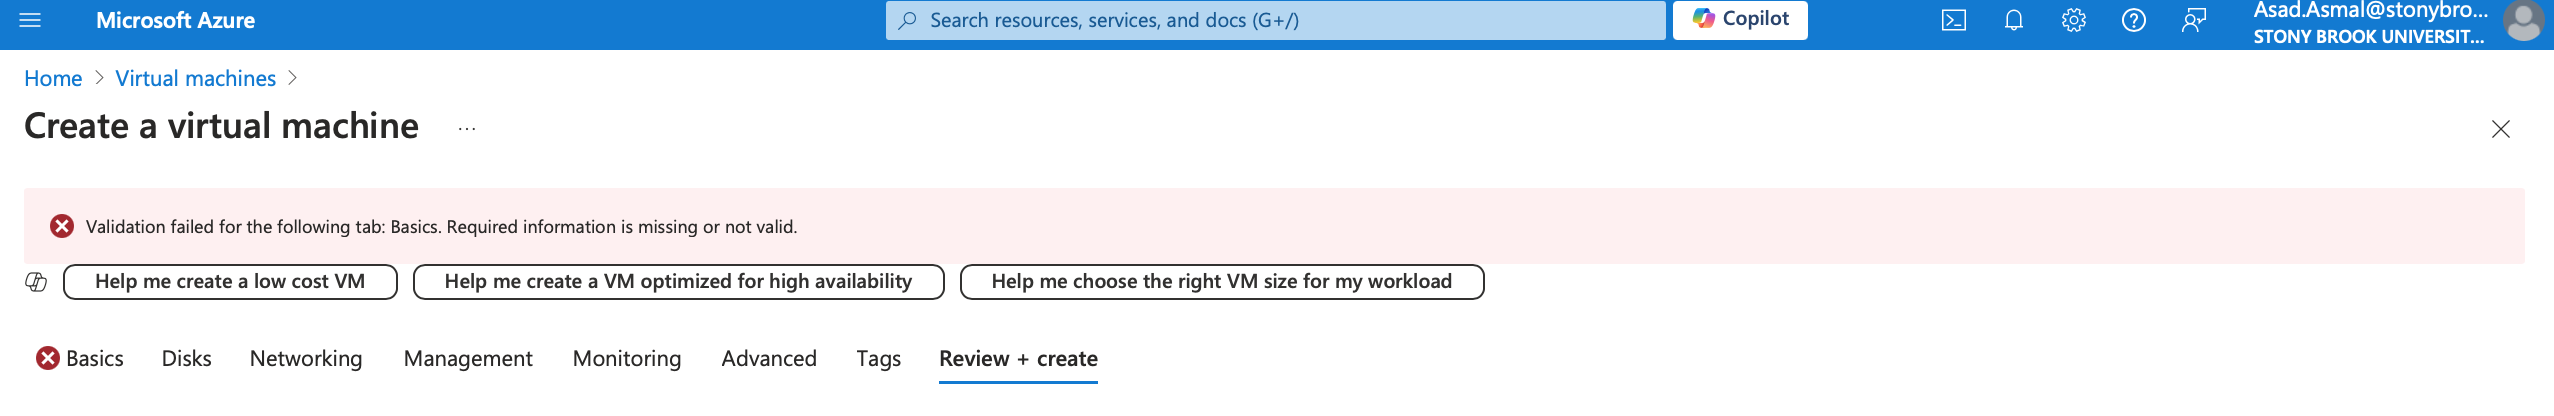 Microsoft Azure
Search resources, services, and docs (G+/)
Copilot
Asad.Asmal@stonybro...
STONY BROOK UNIVERSIT...
Home > Virtual machines >
Create a virtual machine ...
Validation failed for the following tab: Basics. Required information is missing or not valid.
Help me create a low cost VM
Help me create a VM optimized for high availability
Help me choose the right VM size for my workload
Basics Disks Networking Management Monitoring Advanced Tags Review + create